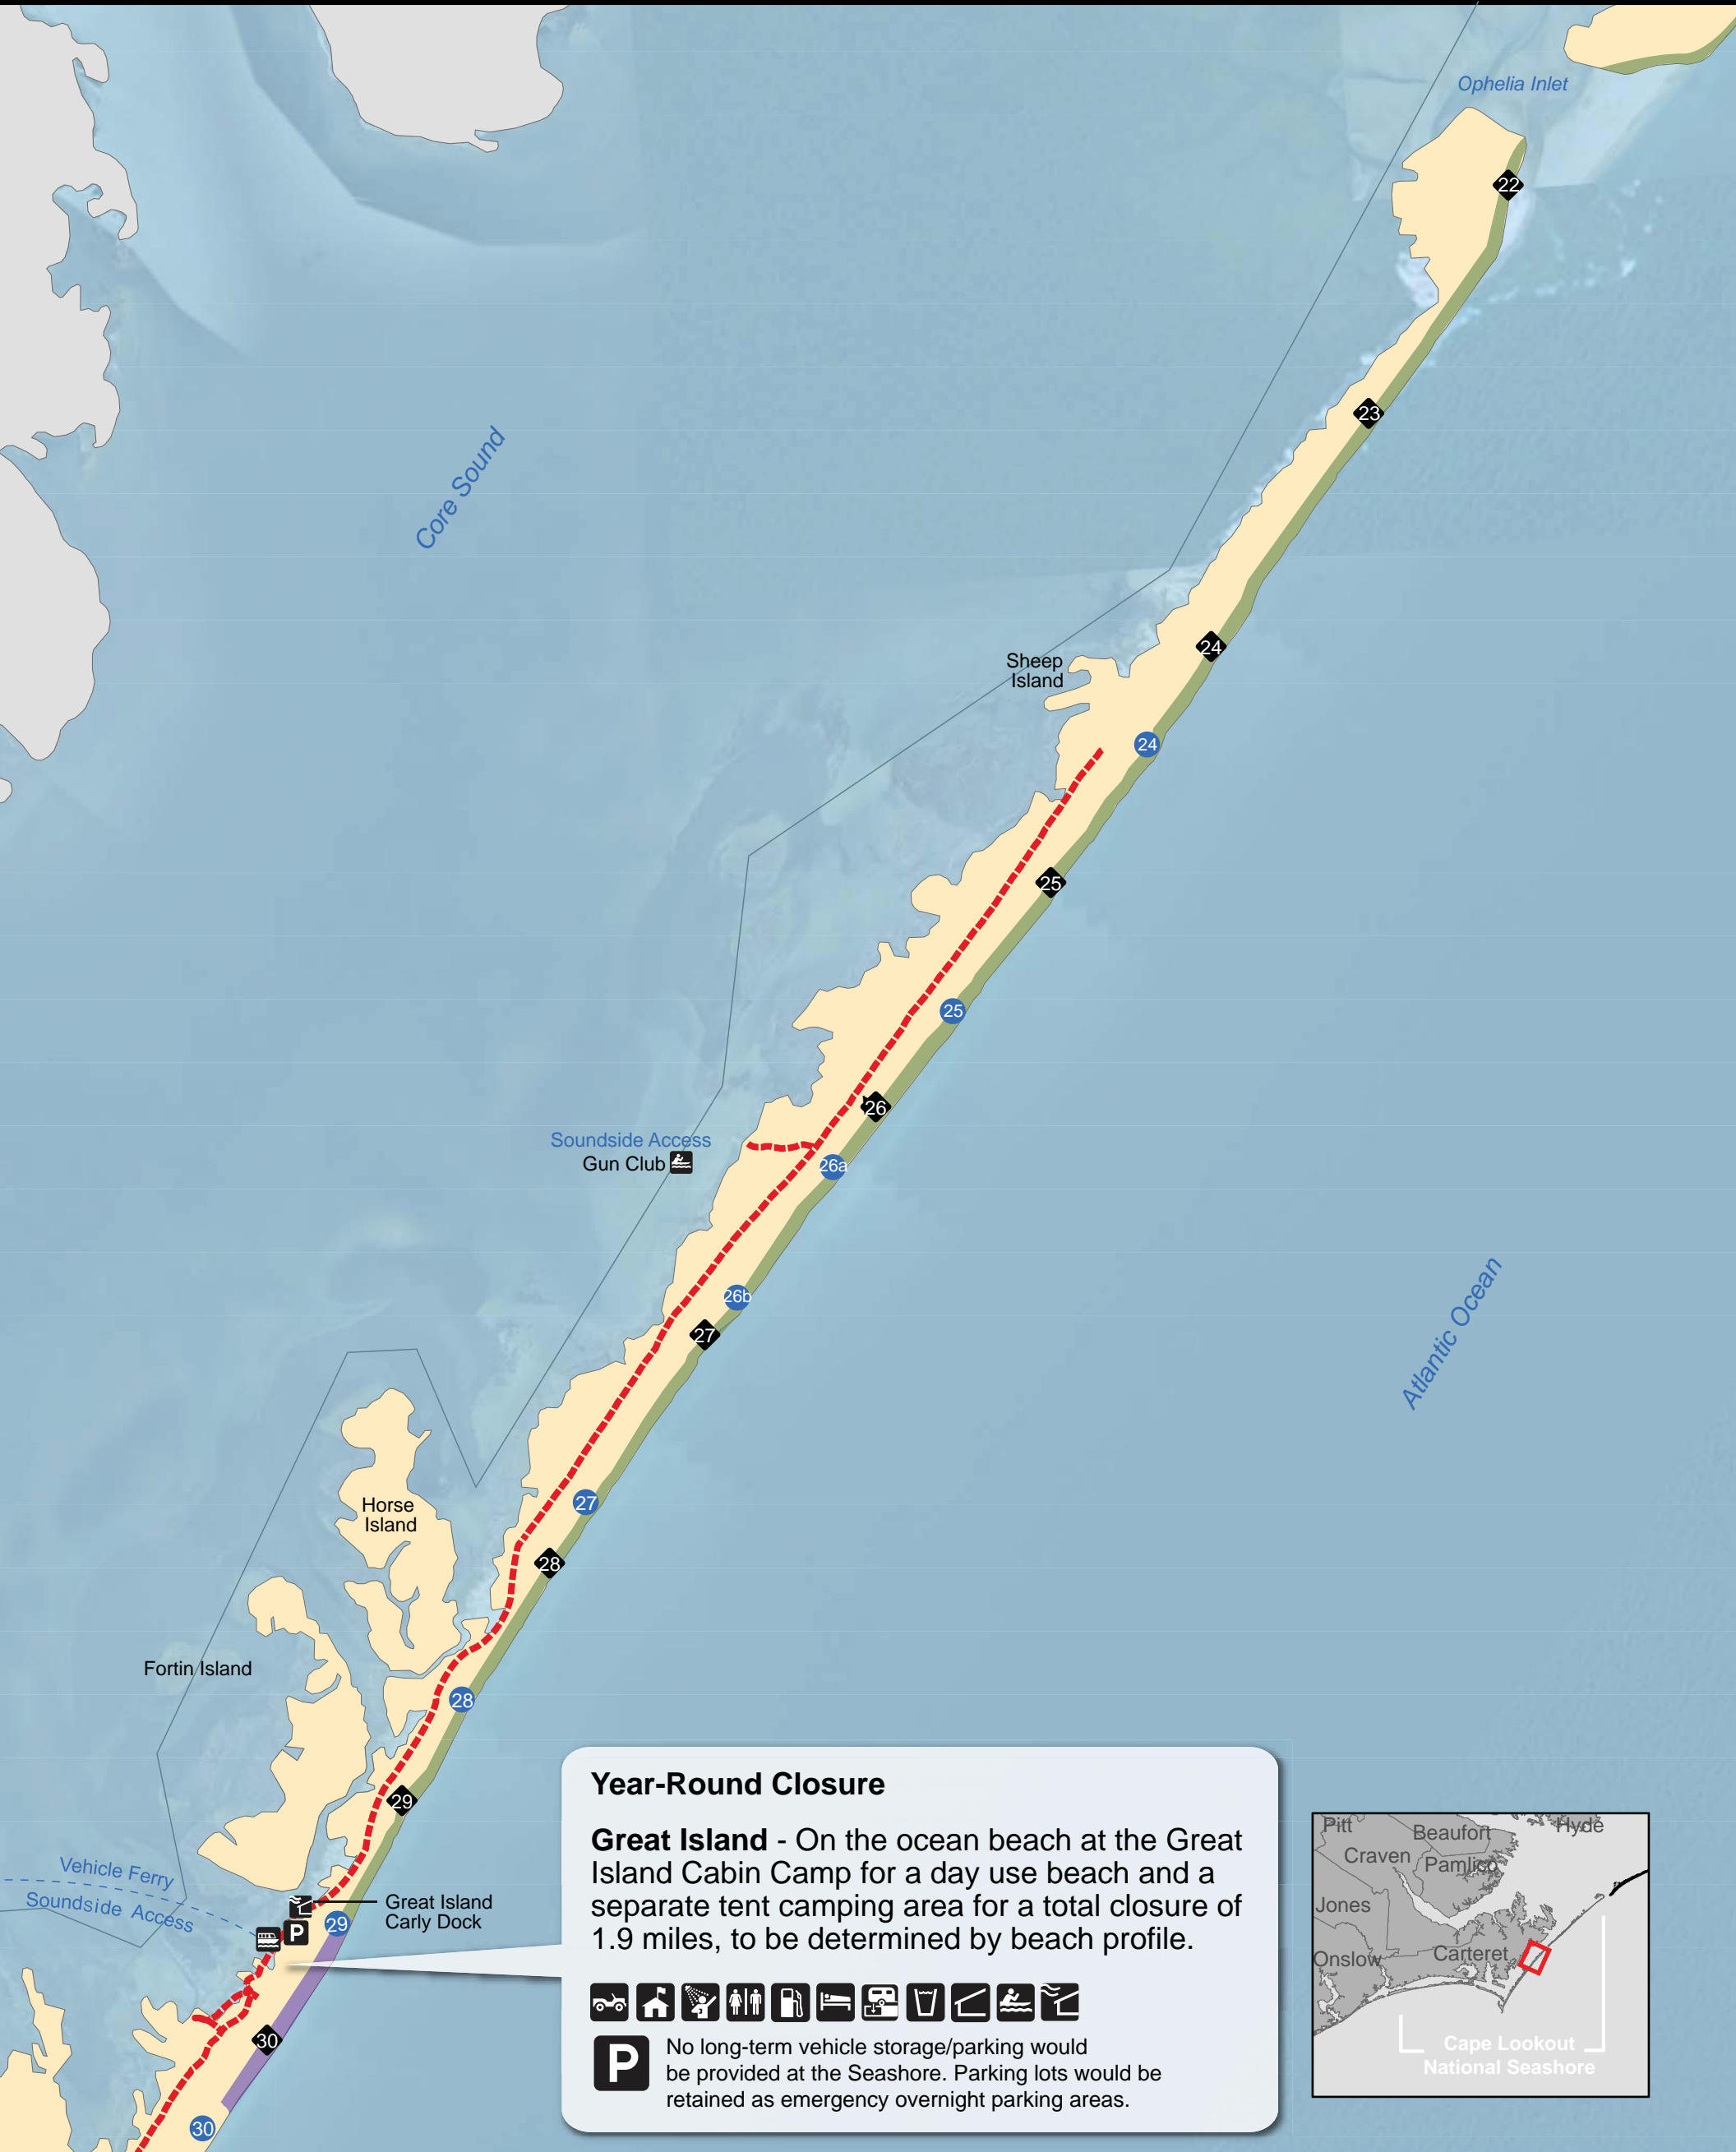 Ophelia Inlet
22
23
Core Sound
24
Sheep
Island
24
25
25
26
Soundside Access
Gun Club
26a
26b
27
Atlantic Ocean
27
Horse
Island
28
Fortin Island
28
29
Vehicle Ferry
Soundside Access
Great Island
Carly Dock
P
29
30
30
Year-Round Closure
Great Island - On the ocean beach at the Great
Island Cabin Camp for a day use beach and a
separate tent camping area for a total closure of
1.9 miles, to be determined by beach profile.
P
No long-term vehicle storage/parking would
be provided at the Seashore. Parking lots would be
retained as emergency overnight parking areas.
Pitt
Beaufort
Hyde
Craven
Pamlico
Jones
Onslow
Carteret
Cape Lookout
National Seashore